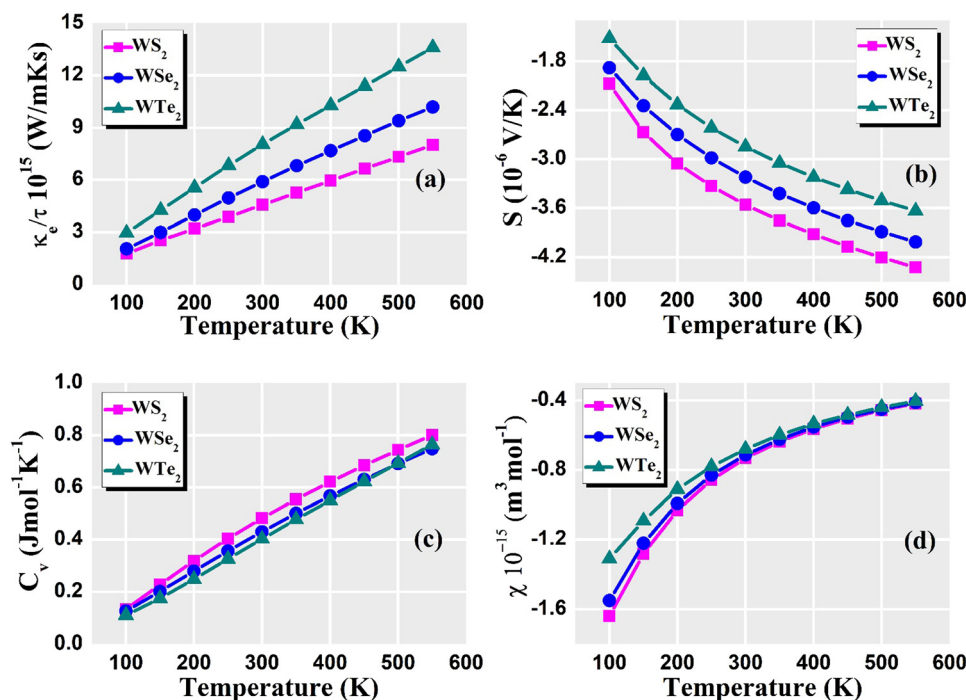 κₑ/τ 10¹⁵ (W/mKs)
15
12
9
6
3
0
WS₂
WSe₂
WTe₂
(a)
100 200 300 400 500 600
Temperature (K)
S (10⁻⁶ V/K)
-1.8
-2.4
-3.0
-3.6
-4.2
WS₂
WSe₂
WTe₂
(b)
100 200 300 400 500 600
Temperature (K)
Cᵥ (Jmol⁻¹K⁻¹)
1.0
0.8
0.6
0.4
0.2
0.0
WS₂
WSe₂
WTe₂
(c)
100 200 300 400 500 600
Temperature (K)
χ 10⁻¹⁵ (m³mol⁻¹)
-0.4
-0.8
-1.2
-1.6
WS₂
WSe₂
WTe₂
(d)
100 200 300 400 500 600
Temperature (K)